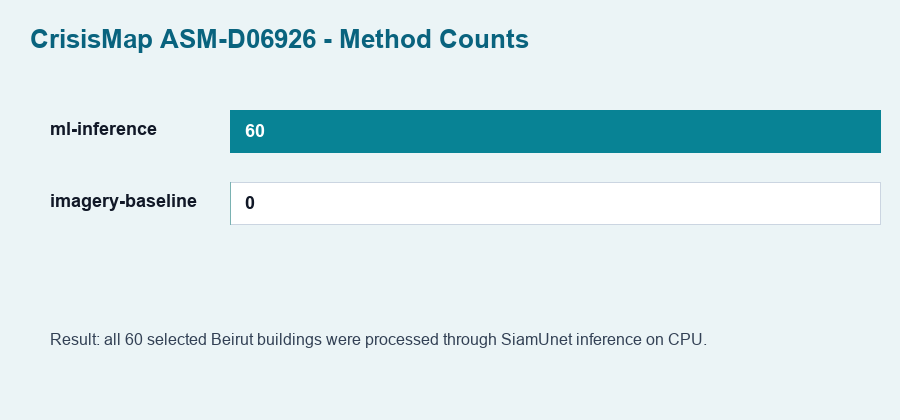 CrisisMap ASM-D06926 - Method Counts
ml-inference
60
imagery-baseline
0
Result: all 60 selected Beirut buildings were processed through SiamUnet inference on CPU.